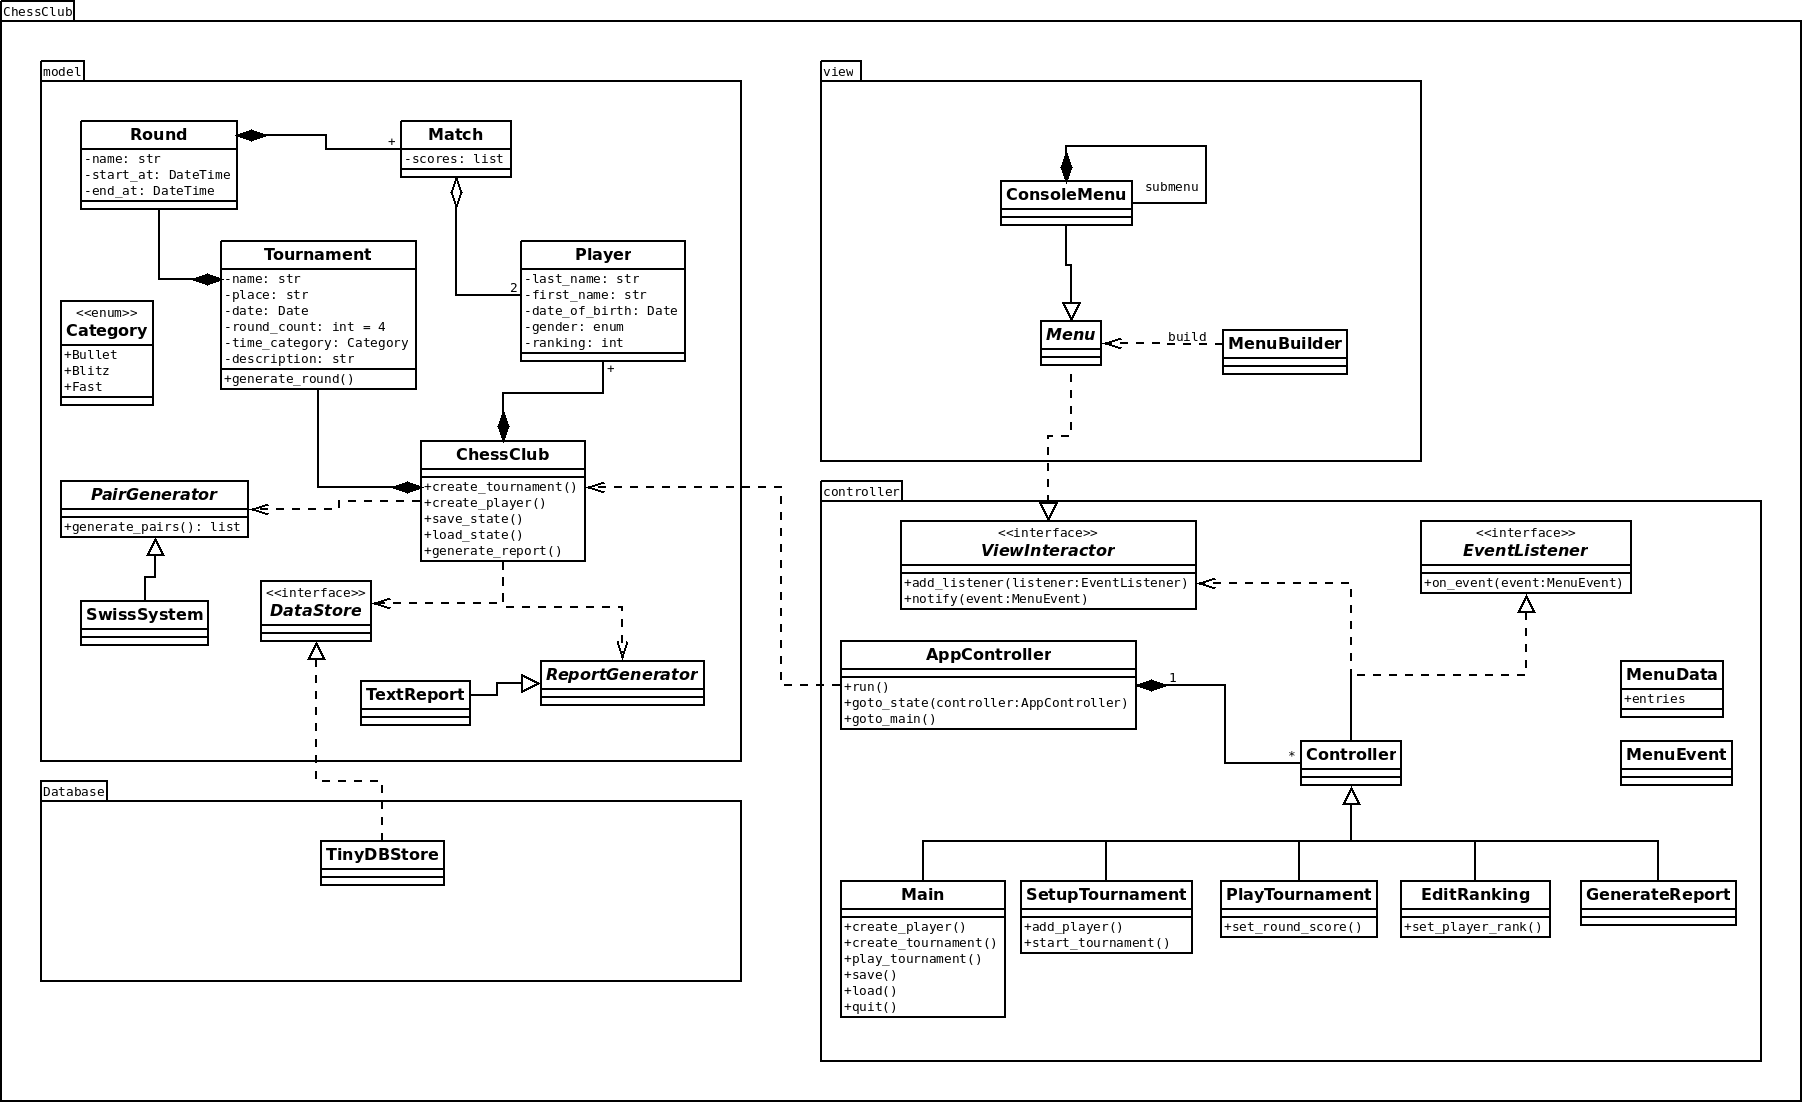 ChessClub
model
Round
-name: str
-start_at: DateTime
-end_at: DateTime
+
Match
-scores: list
Tournament
-name: str
-place: str
-date: Date
-round_count: int = 4
-time_category: Category
-description: str
+generate_round()
2
Player
-last_name: str
-first_name: str
-date_of_birth: Date
-gender: enum
-ranking: int
+
<<enum>>
Category
+Bullet
+Blitz
+Fast
ChessClub
+create_tournament()
+create_player()
+save_state()
+load_state()
+generate_report()
PairGenerator
+generate_pairs(): list
SwissSystem
<<interface>>
DataStore
TextReport
ReportGenerator
Database
TinyDBStore
view
ConsoleMenu
submenu
Menu
build
MenuBuilder
controller
<<interface>>
ViewInteractor
+add_listener(listener:EventListener)
+notify(event:MenuEvent)
<<interface>>
EventListener
+on_event(event:MenuEvent)
AppController
+run()
+goto_state(controller:AppController)
+goto_main()
1
*
Controller
MenuData
+entries
MenuEvent
Main
+create_player()
+create_tournament()
+play_tournament()
+save()
+load()
+quit()
SetupTournament
+add_player()
+start_tournament()
PlayTournament
+set_round_score()
EditRanking
+set_player_rank()
GenerateReport